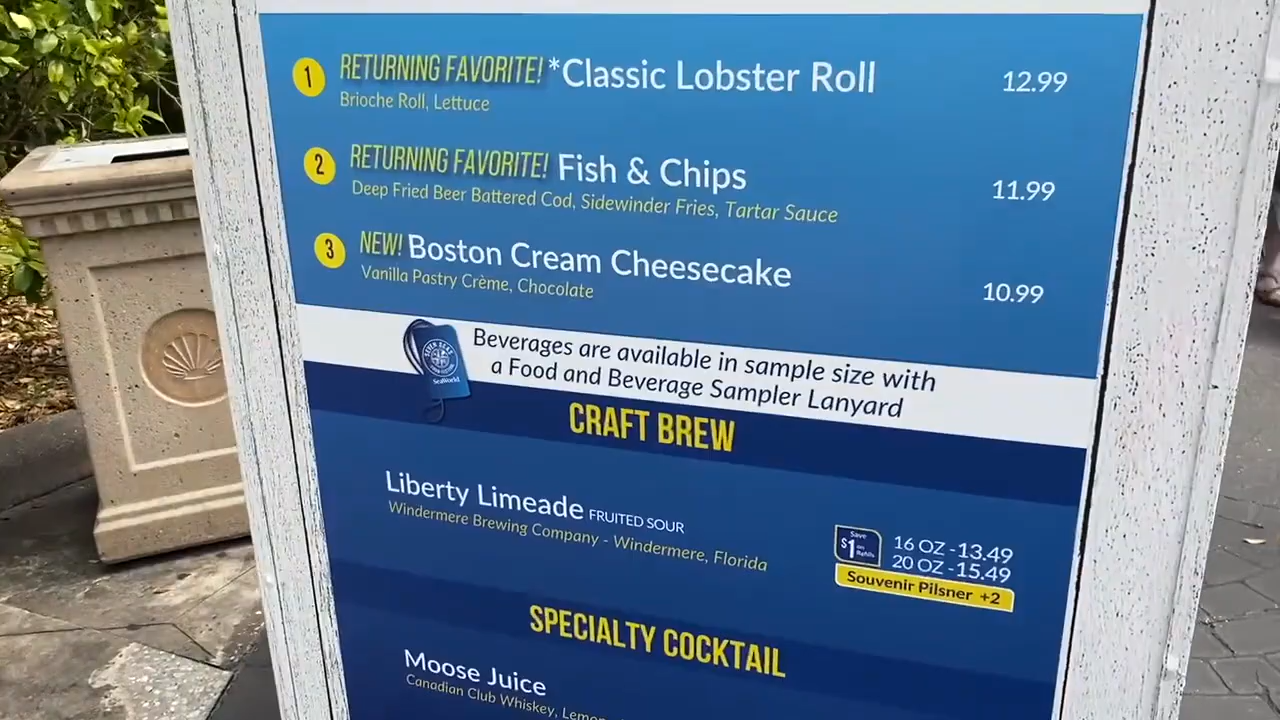 1 RETURNING FAVORITE! *Classic Lobster Roll 12.99
Brioche Roll, Lettuce
2 RETURNING FAVORITE! Fish & Chips 11.99
Deep Fried Beer Battered Cod, Sidewinder Fries, Tartar Sauce
3 NEW! Boston Cream Cheesecake 10.99
Vanilla Pastry Crème, Chocolate
SeaWorld
Beverages are available in sample size with
a Food and Beverage Sampler Lanyard
CRAFT BREW
Liberty Limeade FRUITED SOUR
Windermere Brewing Company - Windermere, Florida
Save
$1 on Refills
16 OZ -13.49
20 OZ -15.49
Souvenir Pilsner +2
SPECIALTY COCKTAIL
Moose Juice
Canadian Club Whiskey,